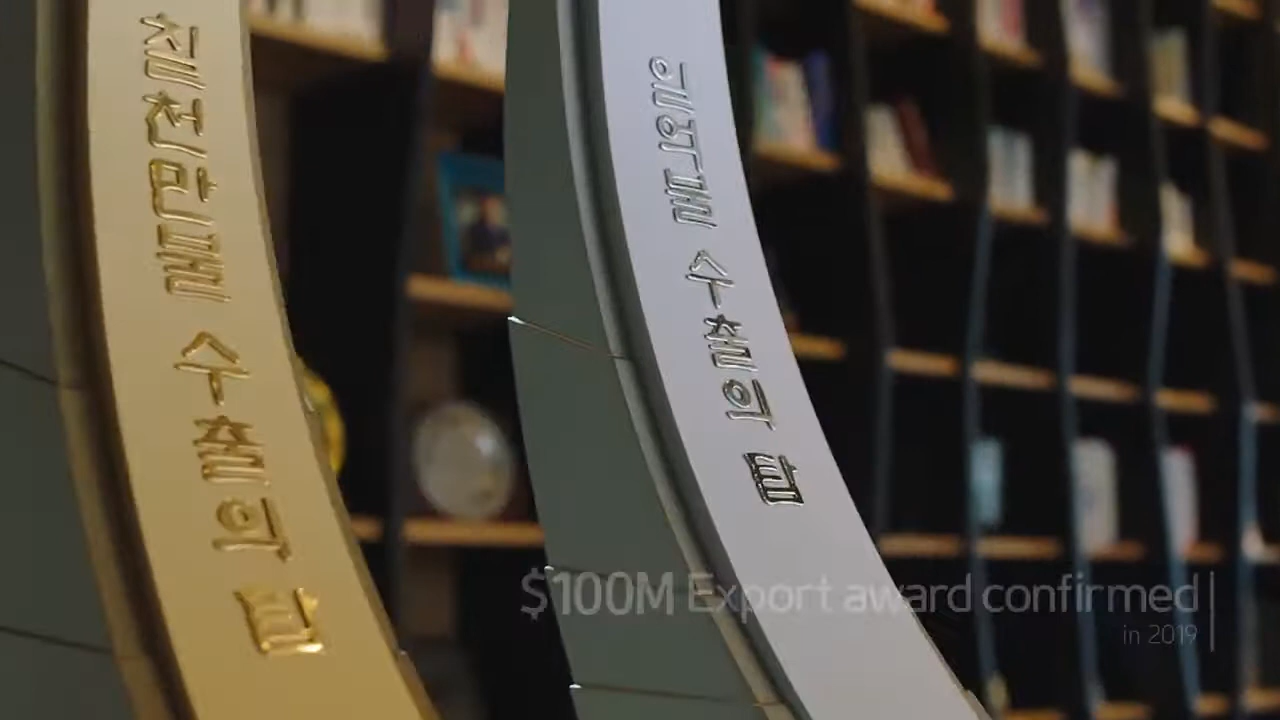 칠천만불 수출의 탑
일억불 수출의 탑
$100M Export award confirmed
in 2019